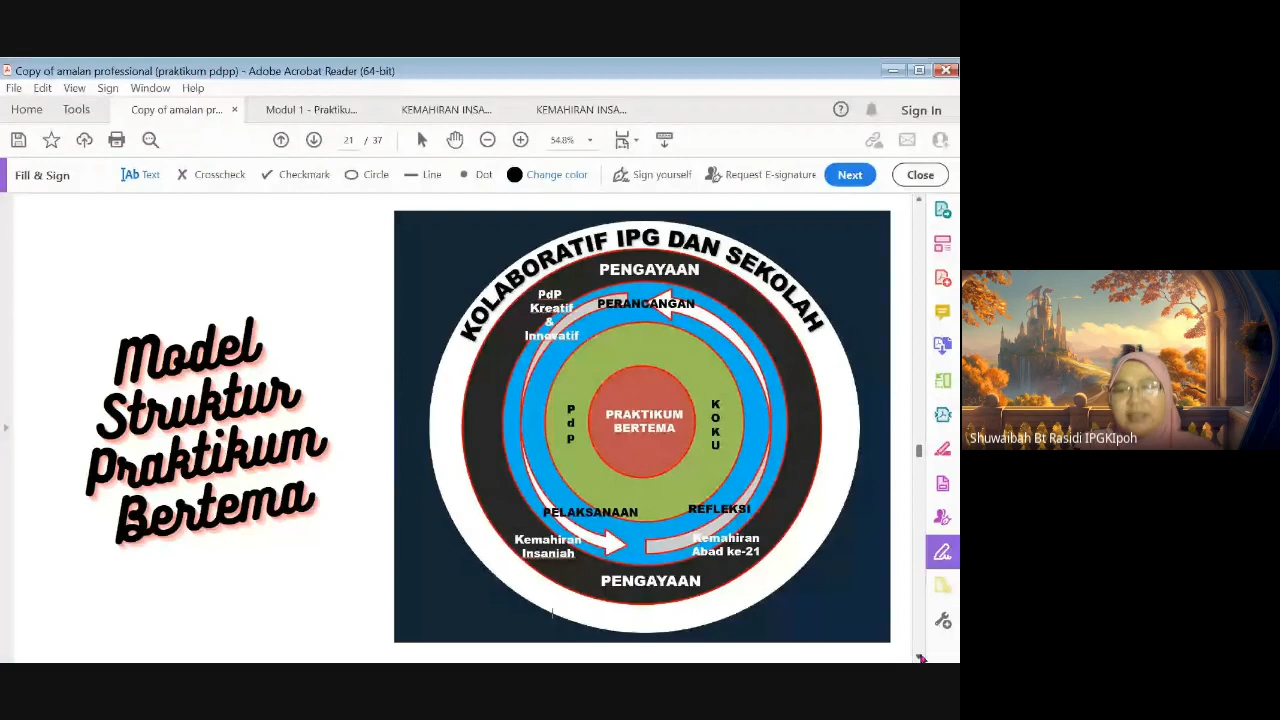 Copy of amalan professional (praktikum pdpp) - Adobe Acrobat Reader (64-bit)
File Edit View Sign Window Help
Home Tools Copy of amalan pr... × Modul 1 - Praktiku... KEMAHIRAN INSA... KEMAHIRAN INSA... Sign In
21 / 37 54.8%
Fill & Sign Ab Text Crosscheck Checkmark Circle Line Dot Change color Sign yourself Request E-signature Next Close
Model
Struktur
Praktikum
Bertema
KOLABORATIF IPG DAN SEKOLAH
PENGAYAAN
PdP
Kreatif
&
Innovatif
PERANCANGAN
PdP
PRAKTIKUM
BERTEMA
KOKU
PELAKSANAAN
REFLEKSI
Kemahiran
Insaniah
Kemahiran
Abad ke-21
PENGAYAAN
Shuwaibah Bt Rasidi IPGKIpoh